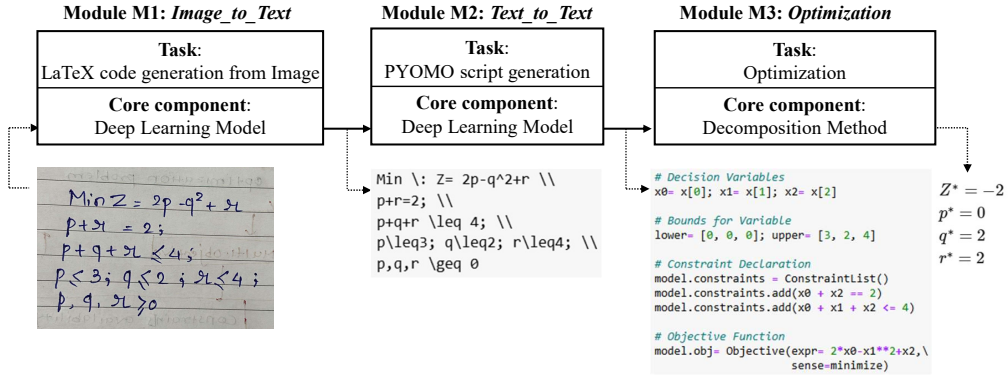 Module M1: Image_to_Text
Task:
LaTeX code generation from Image
Core component:
Deep Learning Model
Min Z = 2p-q²+r
p+r = 2;
p+q+r ≤4;
p≤3; q≤2; r≤4;
p, q, r ≥0
Module M2: Text_to_Text
Task:
PYOMO script generation
Core component:
Deep Learning Model
Min \: Z= 2p-q^2+r \\
p+r=2; \\
p+q+r \leq 4; \\
p\leq3; q\leq2; r\leq4; \\
p,q,r \geq 0
Module M3: Optimization
Task:
Optimization
Core component:
Decomposition Method
# Decision Variables
x0= x[0]; x1= x[1]; x2= x[2]
# Bounds for Variable
lower= [0, 0, 0]; upper= [3, 2, 4]
# Constraint Declaration
model.constraints = ConstraintList()
model.constraints.add(x0 + x2 == 2)
model.constraints.add(x0 + x1 + x2 <= 4)
# Objective Function
model.obj= Objective(expr= 2*x0-x1**2+x2,\
sense=minimize)
Z* = −2
p* = 0
q* = 2
r* = 2